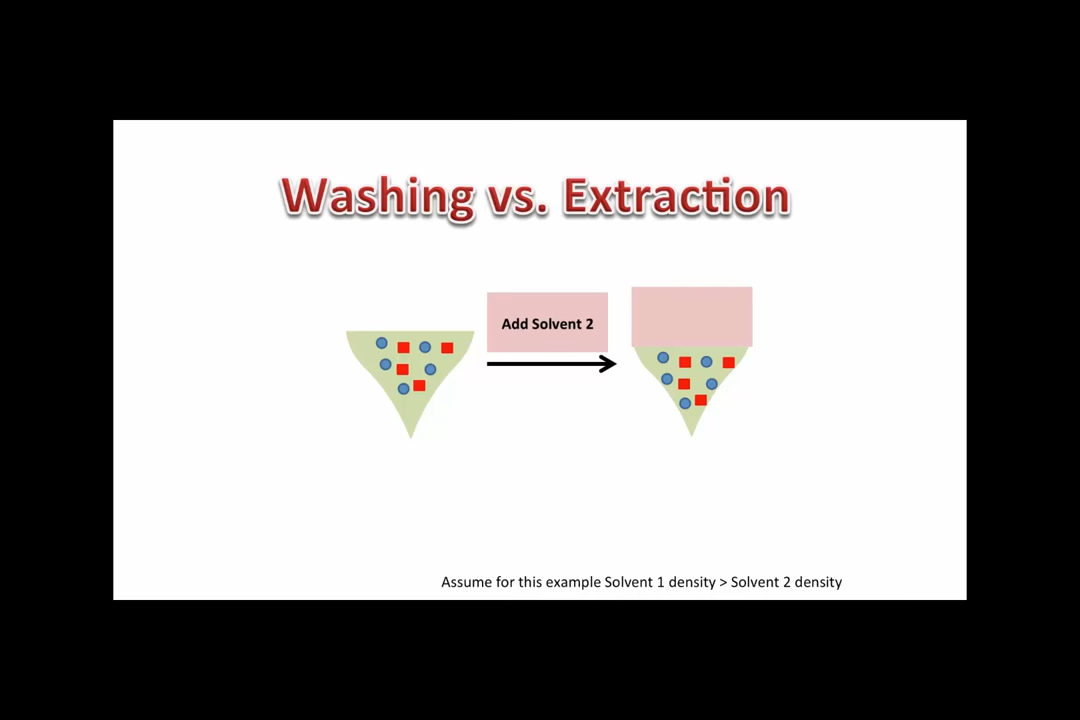 Washing vs. Extraction
Add Solvent 2
Assume for this example Solvent 1 density > Solvent 2 density